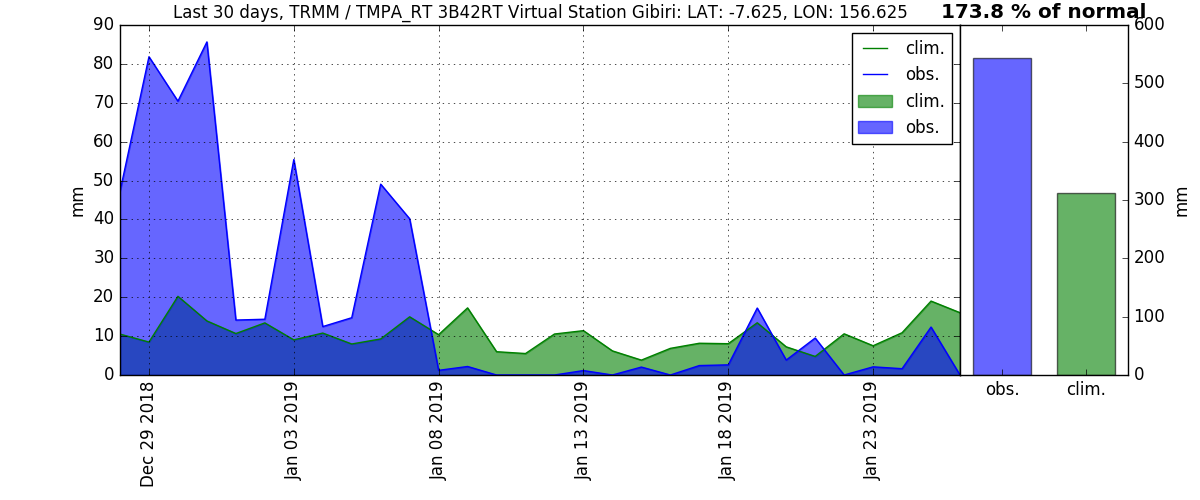 Last 30 days, TRMM / TMPA_RT 3B42RT Virtual Station Gibiri: LAT: -7.625, LON: 156.625
173.8 % of normal
90
80
70
60
50
40
30
20
10
0
mm
clim.
obs.
clim.
obs.
600
500
400
300
200
100
0
mm
obs.
clim.
Dec 29 2018
Jan 03 2019
Jan 08 2019
Jan 13 2019
Jan 18 2019
Jan 23 2019